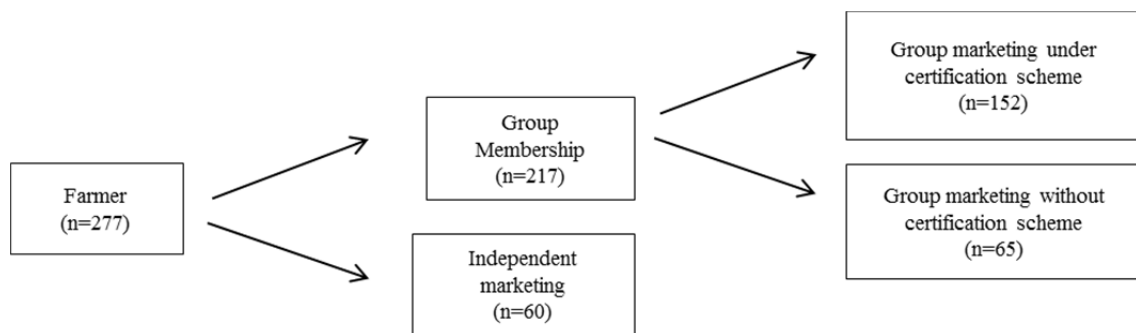 Farmer
(n=277)
Group
Membership
(n=217)
Independent
marketing
(n=60)
Group marketing under
certification scheme
(n=152)
Group marketing without
certification scheme
(n=65)